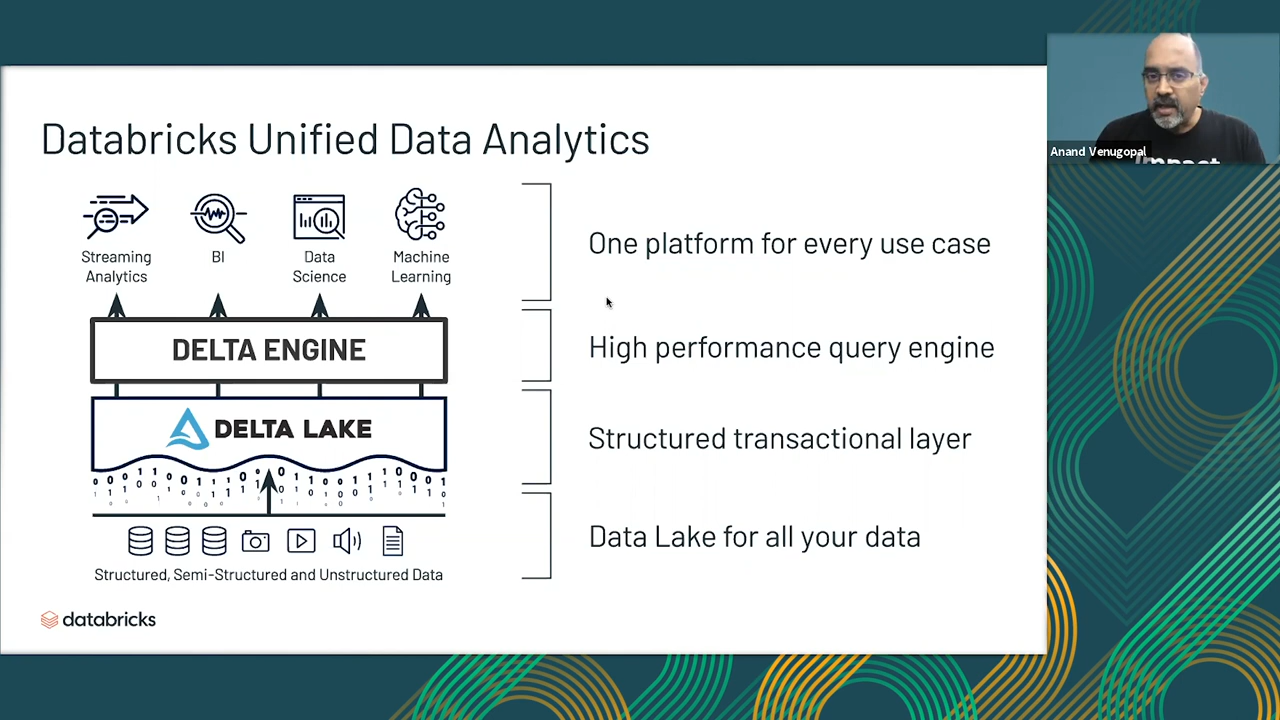 Databricks Unified Data Analytics
Streaming
Analytics
BI
Data
Science
Machine
Learning
One platform for every use case
DELTA ENGINE
High performance query engine
DELTA LAKE
Structured transactional layer
Structured, Semi-Structured and Unstructured Data
Data Lake for all your data
databricks
Anand Venugopal